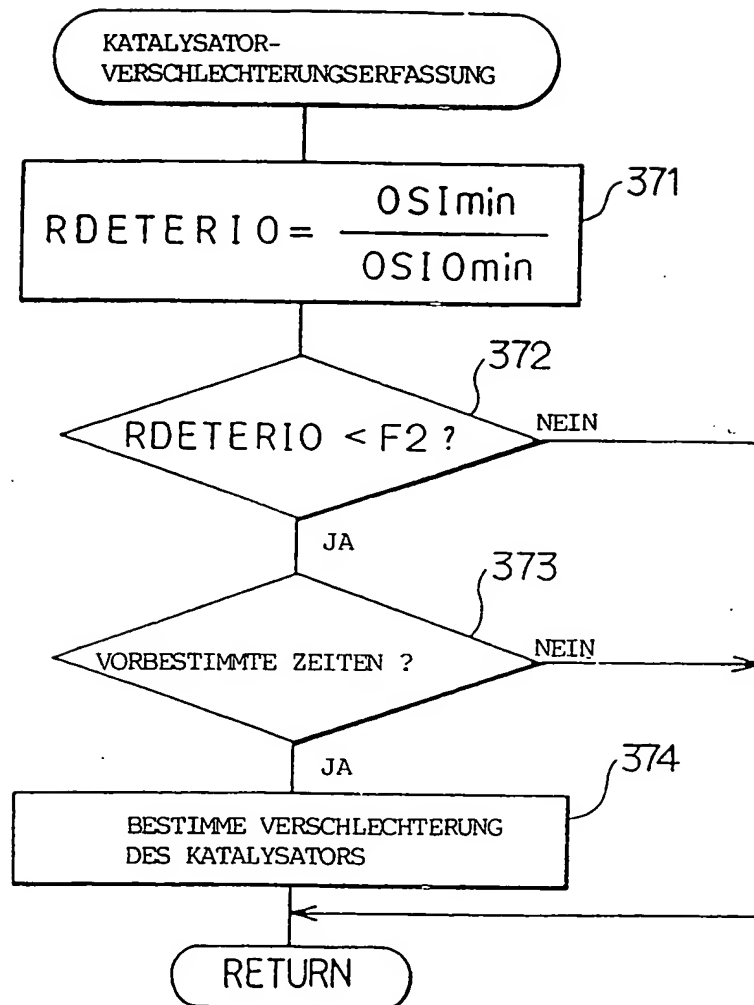 KATALYSATOR-
VERSCHLECHTERUNGSERFASSUNG
371
RDETERIO = OSImin
OSIOmin
372
RDETERIO < F2 ?
NEIN
JA
373
VORBESTIMMTE ZEITEN ?
NEIN
JA
374
BESTIMME VERSCHLECHTERUNG
DES KATALYSATORS
RETURN